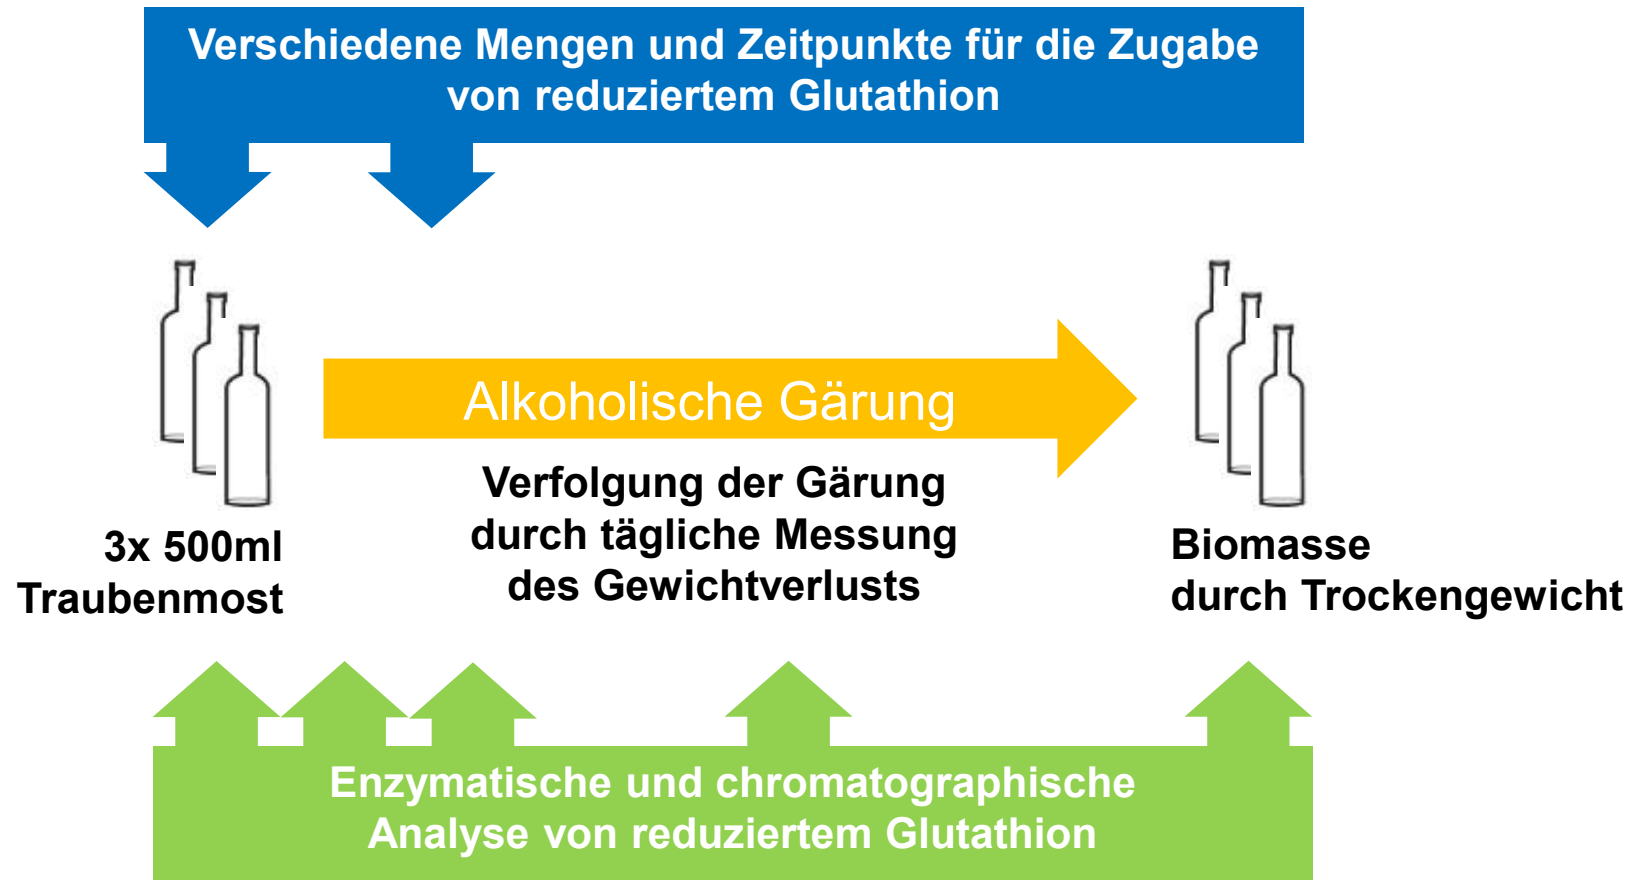 Verschiedene Mengen und Zeitpunkte für die Zugabe
von reduziertem Glutathion
Alkoholische Gärung
Verfolgung der Gärung
durch tägliche Messung
des Gewichtverlusts
3x 500ml
Traubenmost
Biomasse
durch Trockengewicht
Enzymatische und chromatographische
Analyse von reduziertem Glutathion